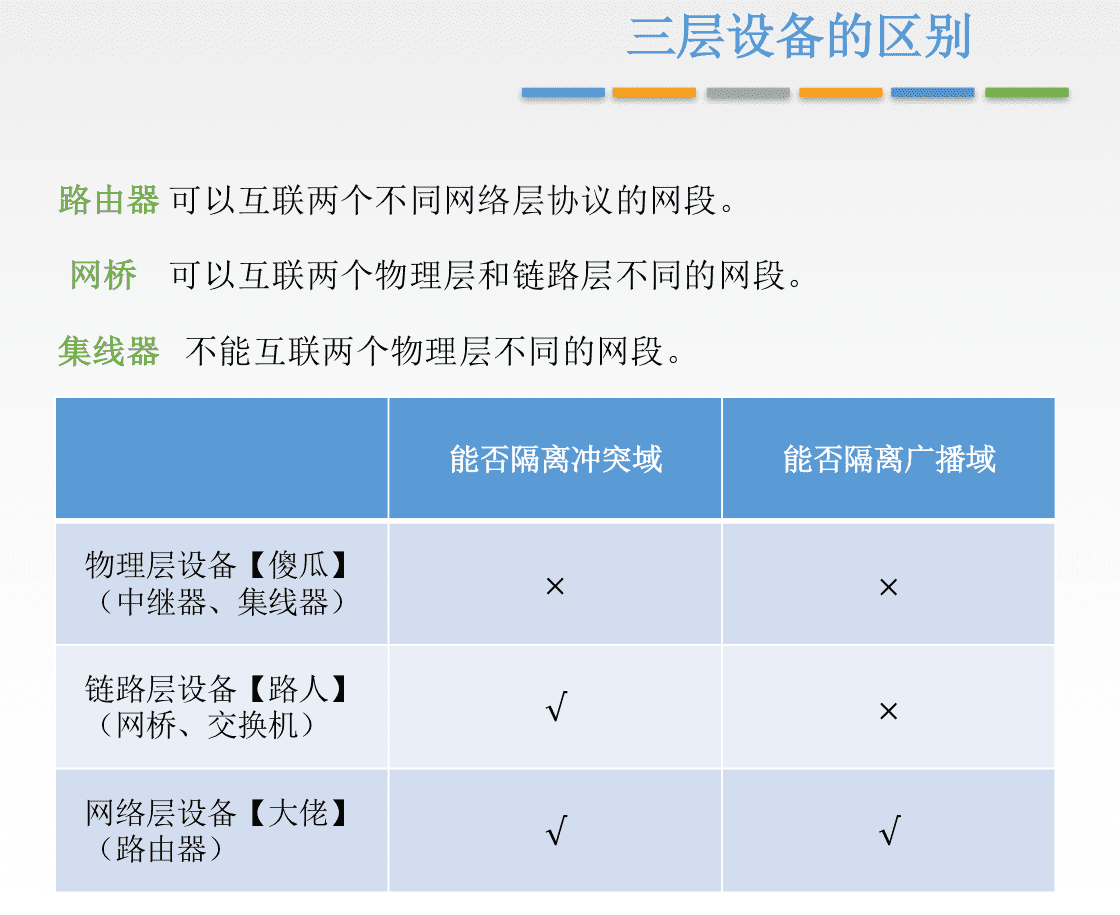 三层设备的区别
路由器 可以互联两个不同网络层协议的网段。
网桥 可以互联两个物理层和链路层不同的网段。
集线器 不能互联两个物理层不同的网段。
能否隔离冲突域 能否隔离广播域
物理层设备【傻瓜】
（中继器、集线器）
× ×
链路层设备【路人】
（网桥、交换机）
√ ×
网络层设备【大佬】
（路由器）
√ √